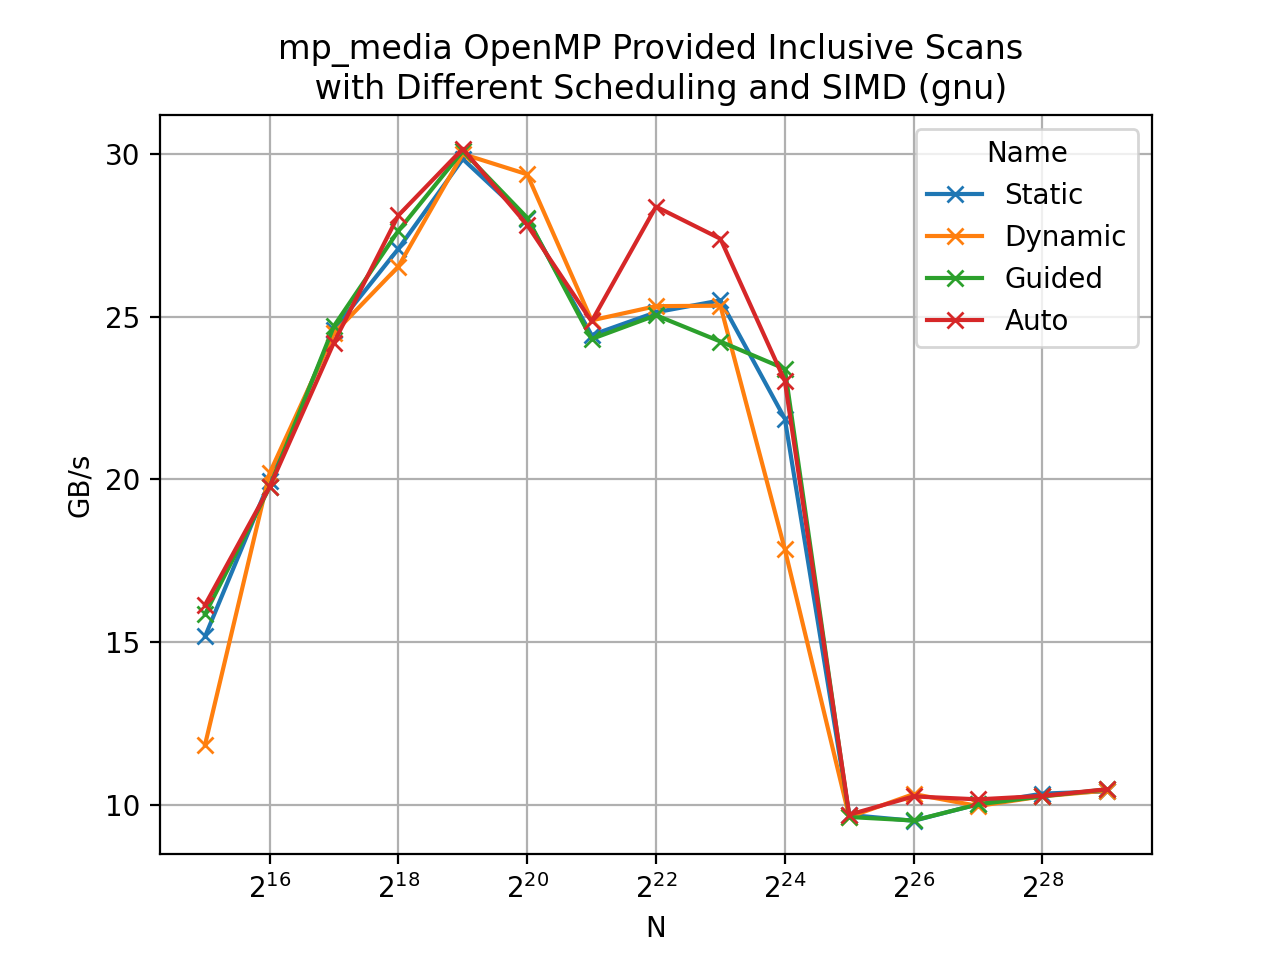 mp_media OpenMP Provided Inclusive Scans
with Different Scheduling and SIMD (gnu)
30
25
20
15
10
GB/s
Name
Static
Dynamic
Guided
Auto
2^16 2^18 2^20 2^22 2^24 2^26 2^28
N